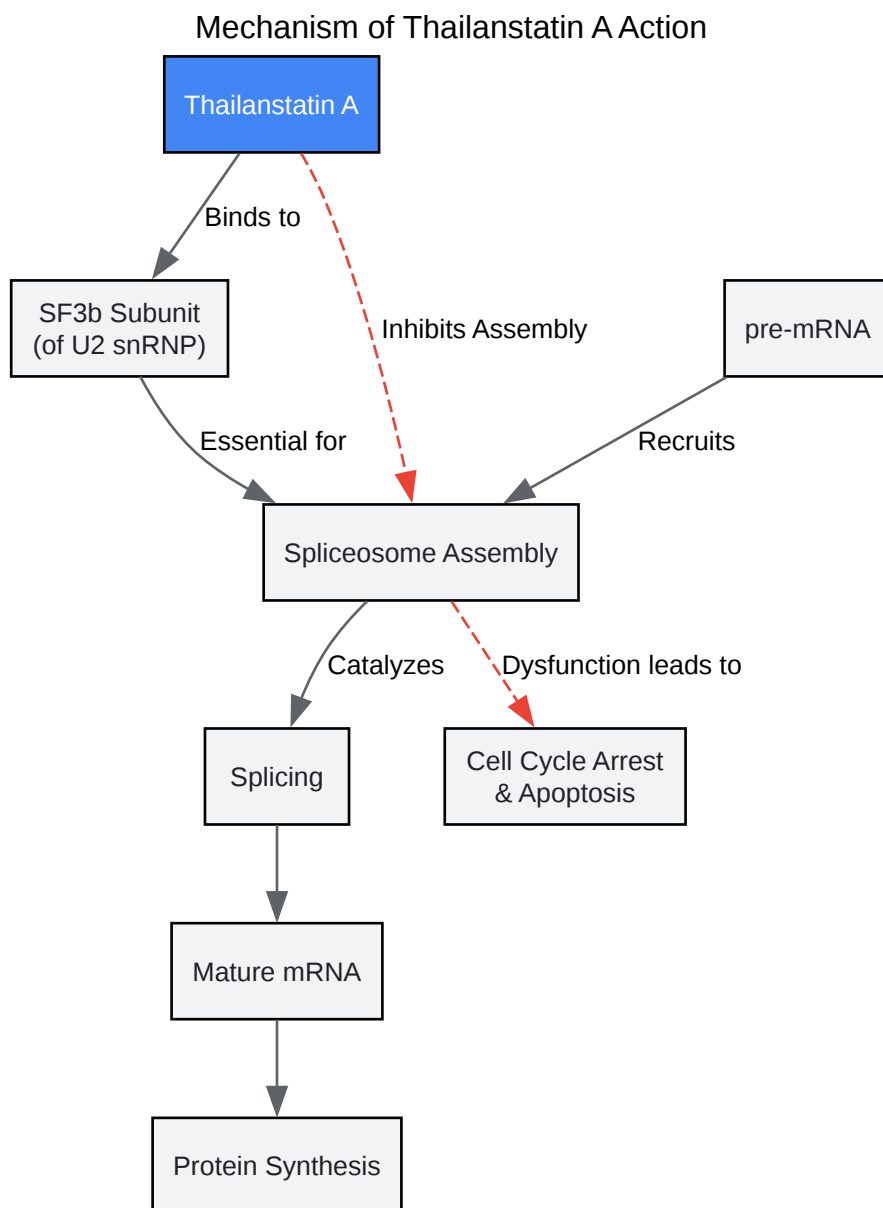 Mechanism of Thailanstatin A Action
Thailanstatin A
Binds to
SF3b Subunit
(of U2 snRNP)
Inhibits Assembly
pre-mRNA
Essential for
Recruits
Spliceosome Assembly
Catalyzes
Dysfunction leads to
Splicing
Cell Cycle Arrest
& Apoptosis
Mature mRNA
Protein Synthesis